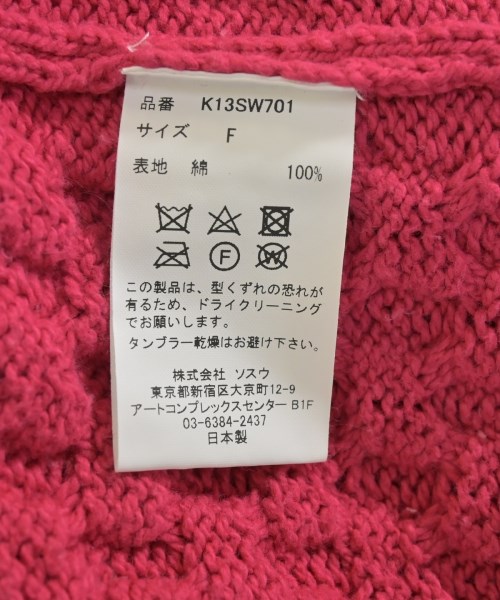 品番 K13SW701
サイズ F
表地 綿 100%
F W
この製品は、型くずれの恐れが
有るため、ドライクリーニング
でお願いします。
タンブラー乾燥はお避け下さい。
株式会社 ソスウ
東京都新宿区大京町12-9
アートコンプレックスセンター B1F
03-6384-2437
日本製